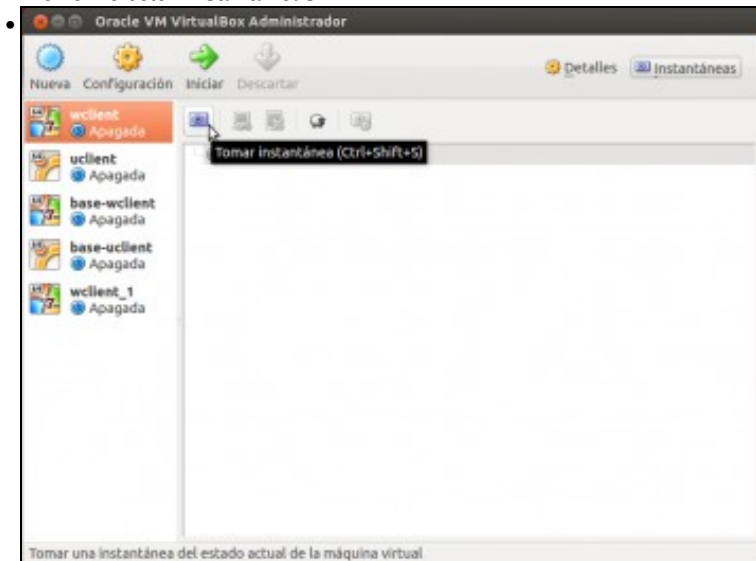 Oracle VM VirtualBox Administrador
Nueva Configuración Iniciar Descartar
Detalles Instantáneas
wclient
Apagada
Tomar instantánea (Ctrl+Shift+S)
uclient
Apagada
base-wclient
Apagada
base-uclient
Apagada
wclient_1
Apagada
Tomar una instantánea del estado actual de la máquina virtual